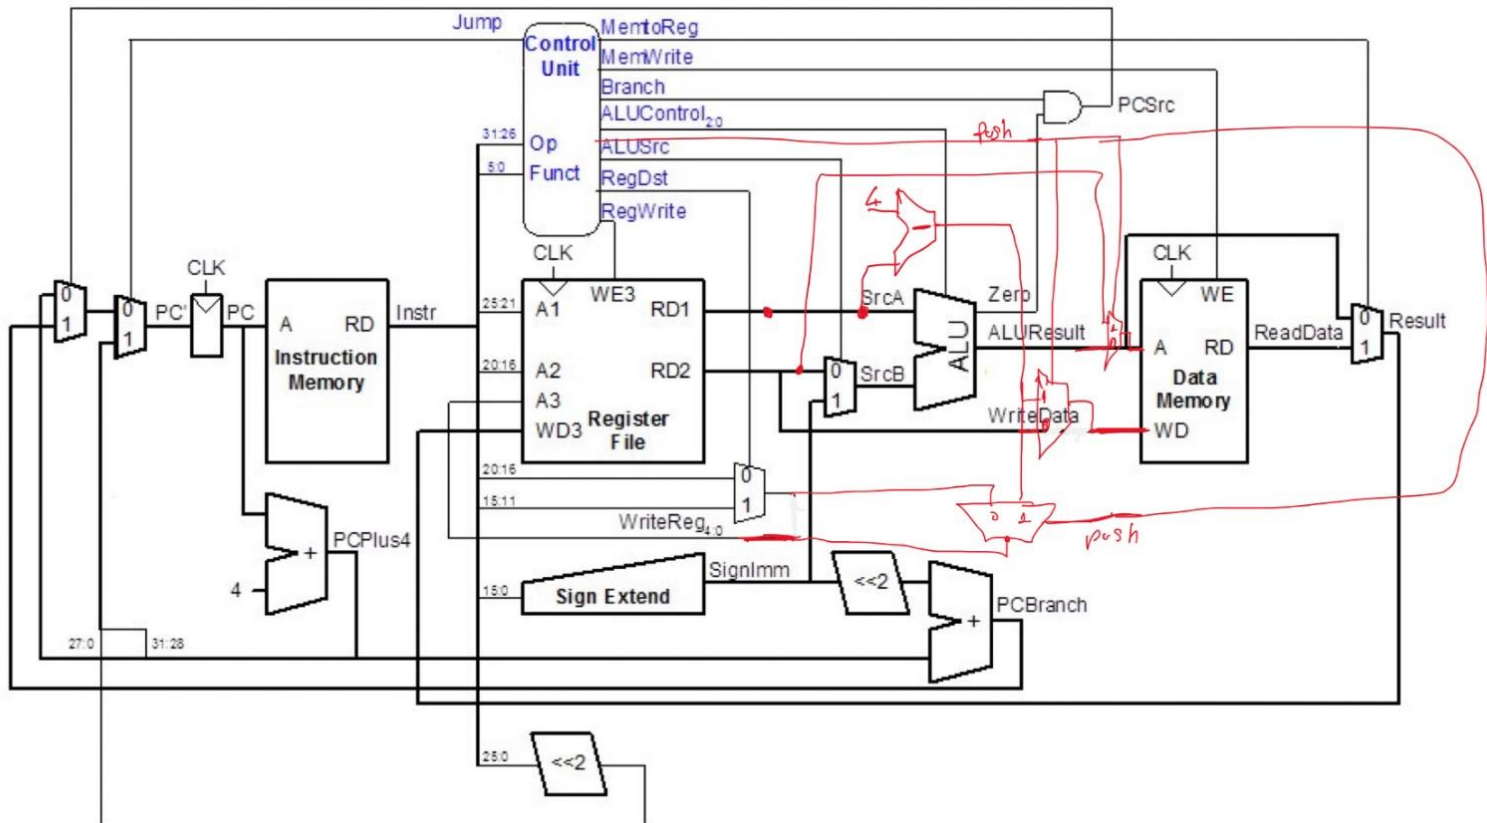 Jump
Control
Unit
MemtoReg
MemWrite
Branch
ALUControl2:0
PCSrc
push
31:26
Op
ALUSrc
5:0
Funct
RegDst
4
RegWrite
-
CLK
CLK
CLK
0
1
0
1
PC'
PC
A
RD
Instruction
Memory
Instr
25:21
A1
WE3
RD1
SrcA
Zero
WE
0
1
Result
20:16
A2
RD2
0
1
SrcB
ALU
ALUResult
1
0
A
RD
ReadData
Data
Memory
A3
WD3
Register
File
WriteData
1
0
WD
20:16
15:11
0
1
WriteReg4:0
0
1
push
PCPlus4
+
4
15:0
Sign Extend
SignImm
<<2
+
PCBranch
27:0
31:28
25:0
<<2